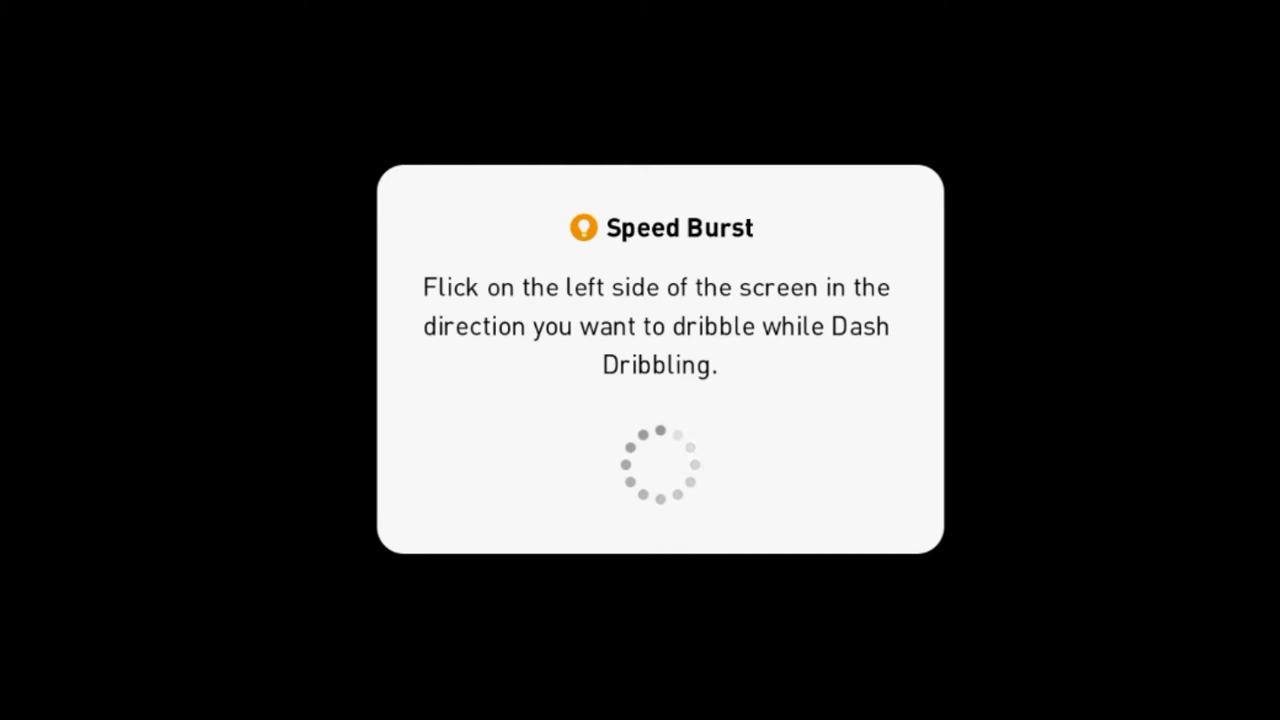 Speed Burst
Flick on the left side of the screen in the
direction you want to dribble while Dash
Dribbling.